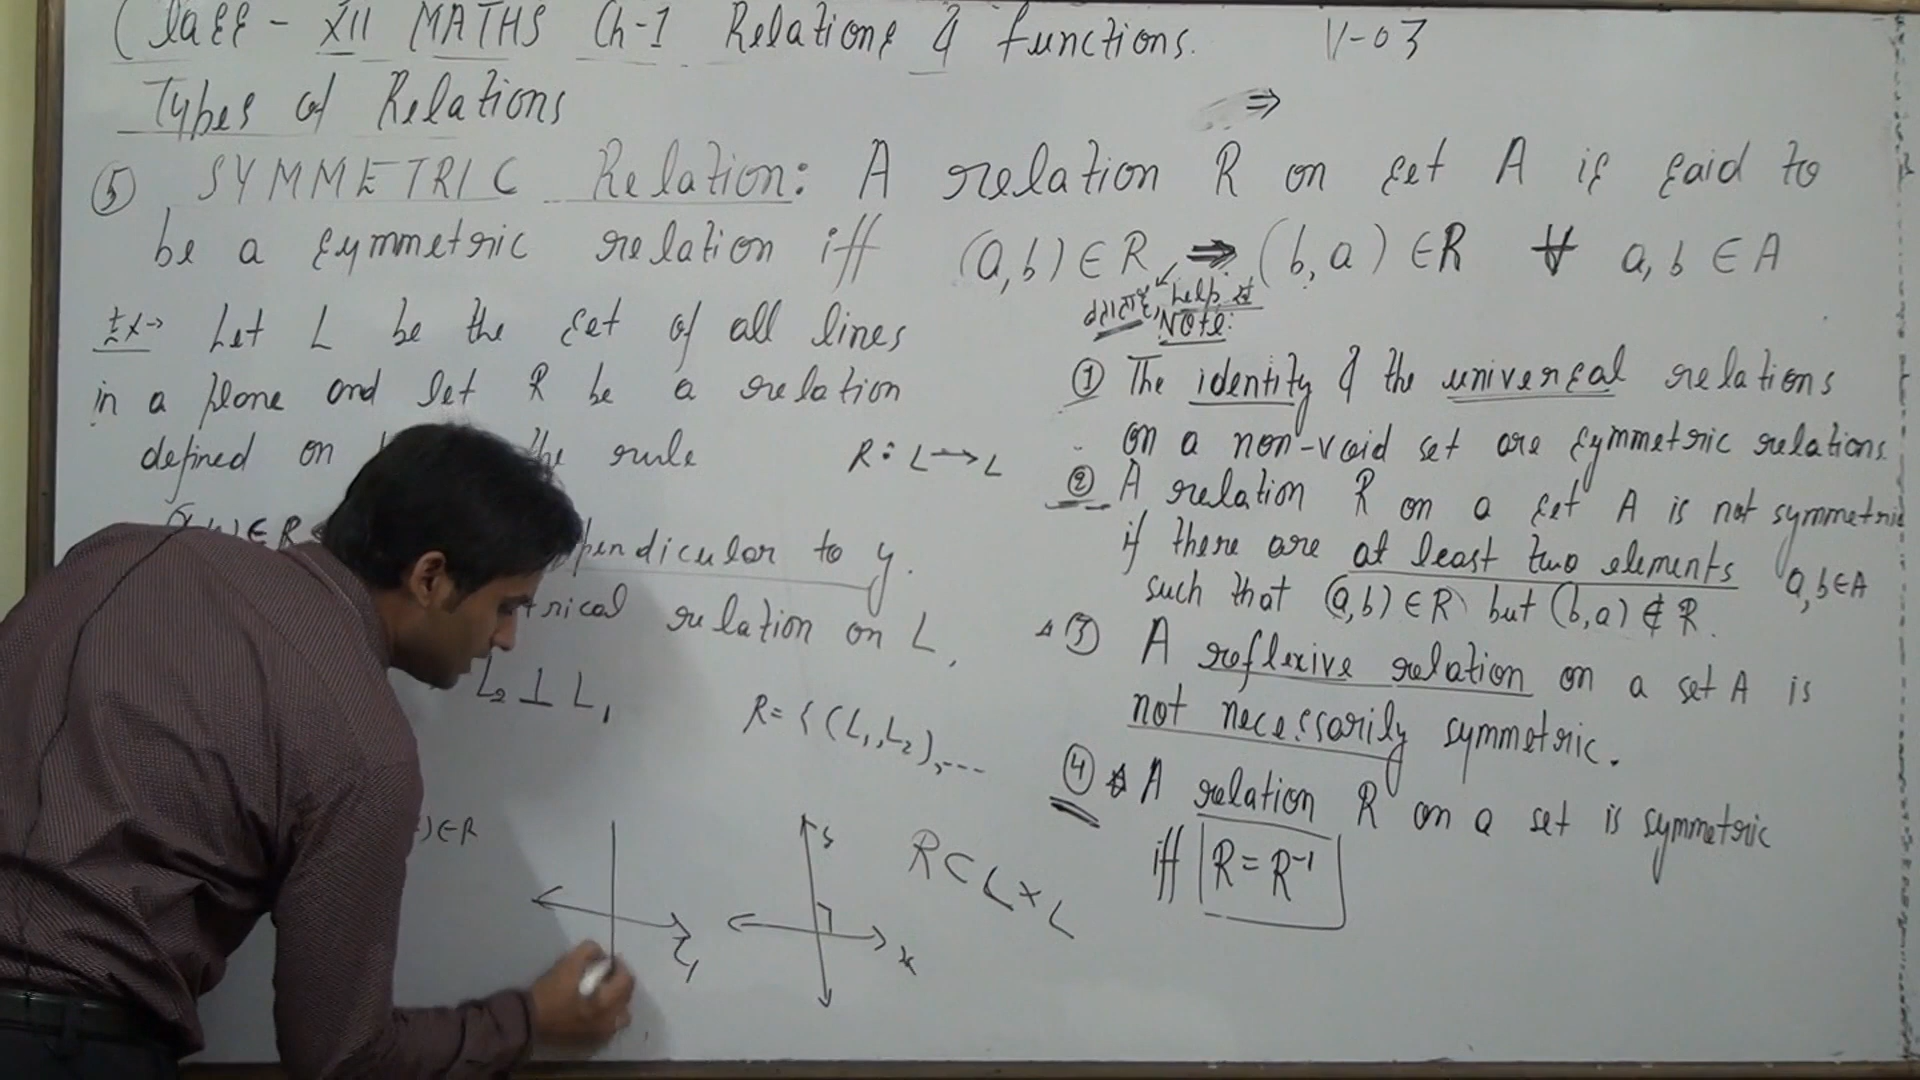 Class - XII MATHS Ch-1 Relations & functions. V-03
Types of Relations
⇒
⑤ SYMMETRIC Relation: A relation R on set A is said to
be a symmetric relation iff (a,b) ∈ R ⇒ (b,a) ∈ R ∀ a,b ∈ A
Ex→ Let L be the set of all lines
in a plane and let R be a relation
defined on the rule
R : L → L
∈ R
pendicular to y.
trical relation on L,
L₂ ⊥ L₁
R = {(L₁,L₂),---
) ∈ R
L₁
x
R ⊂ L × L
help
NOTE:
① The identity & the universal relations
on a non-void set are symmetric relations.
② A relation R on a set A is not symmetric
if there are at least two elements a,b ∈ A
such that (a,b) ∈ R but (b,a) ∉ R.
③ A reflexive relation on a set A is
not necessarily symmetric.
④ A relation R on a set is symmetric
iff R = R⁻¹